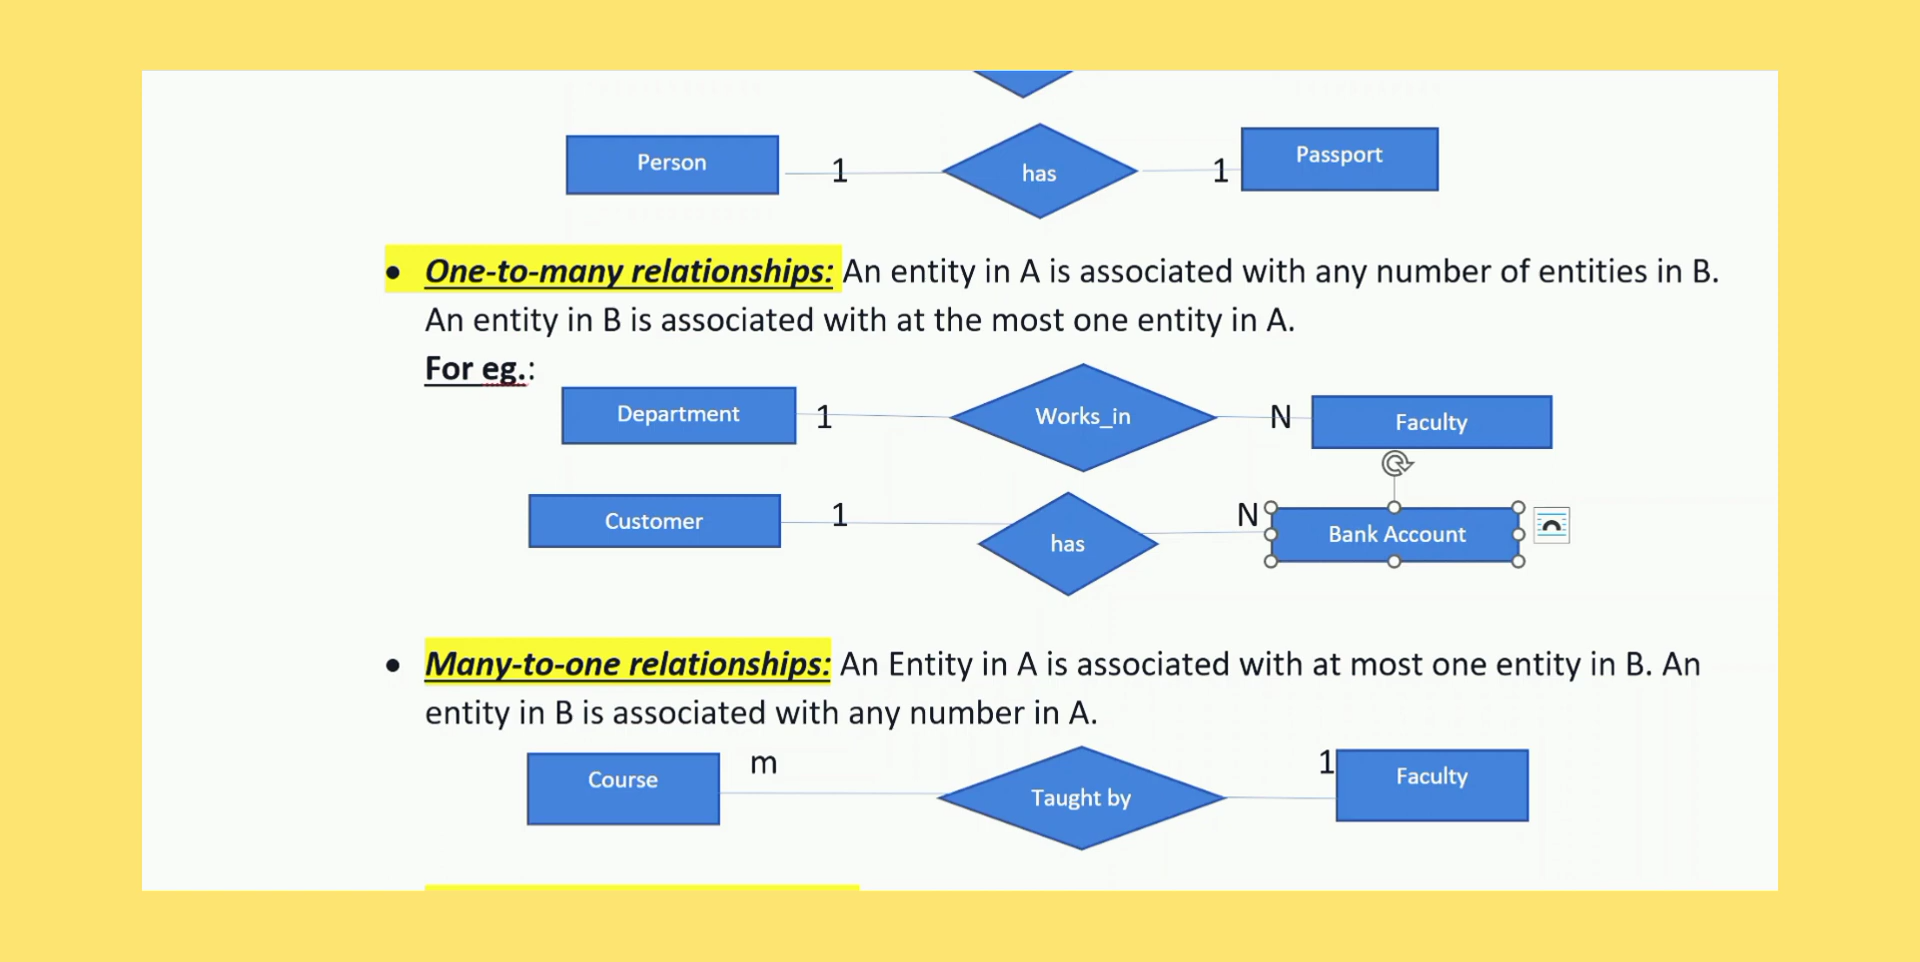 Person 1 has 1 Passport
• One-to-many relationships: An entity in A is associated with any number of entities in B.
An entity in B is associated with at the most one entity in A.
For eg.:
Department 1 Works_in N Faculty
Customer 1 has N Bank Account
• Many-to-one relationships: An Entity in A is associated with at most one entity in B. An
entity in B is associated with any number in A.
Course m Taught by 1 Faculty